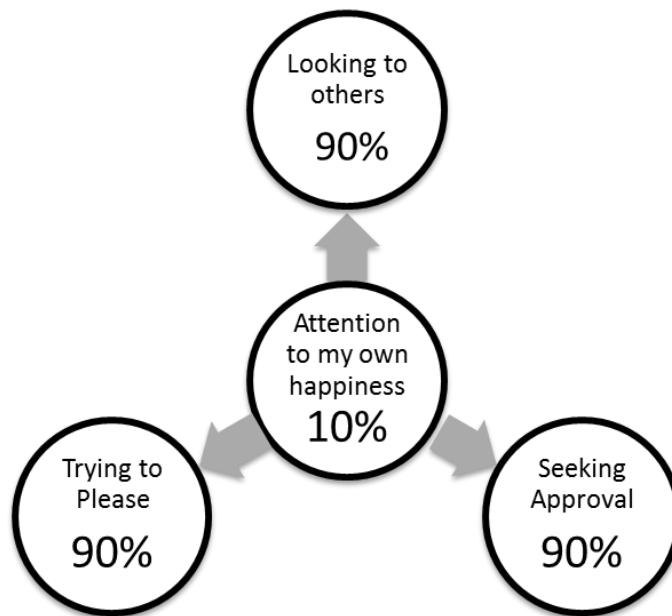 Looking to
others
90%
Attention
to my own
happiness
10%
Trying to
Please
90%
Seeking
Approval
90%